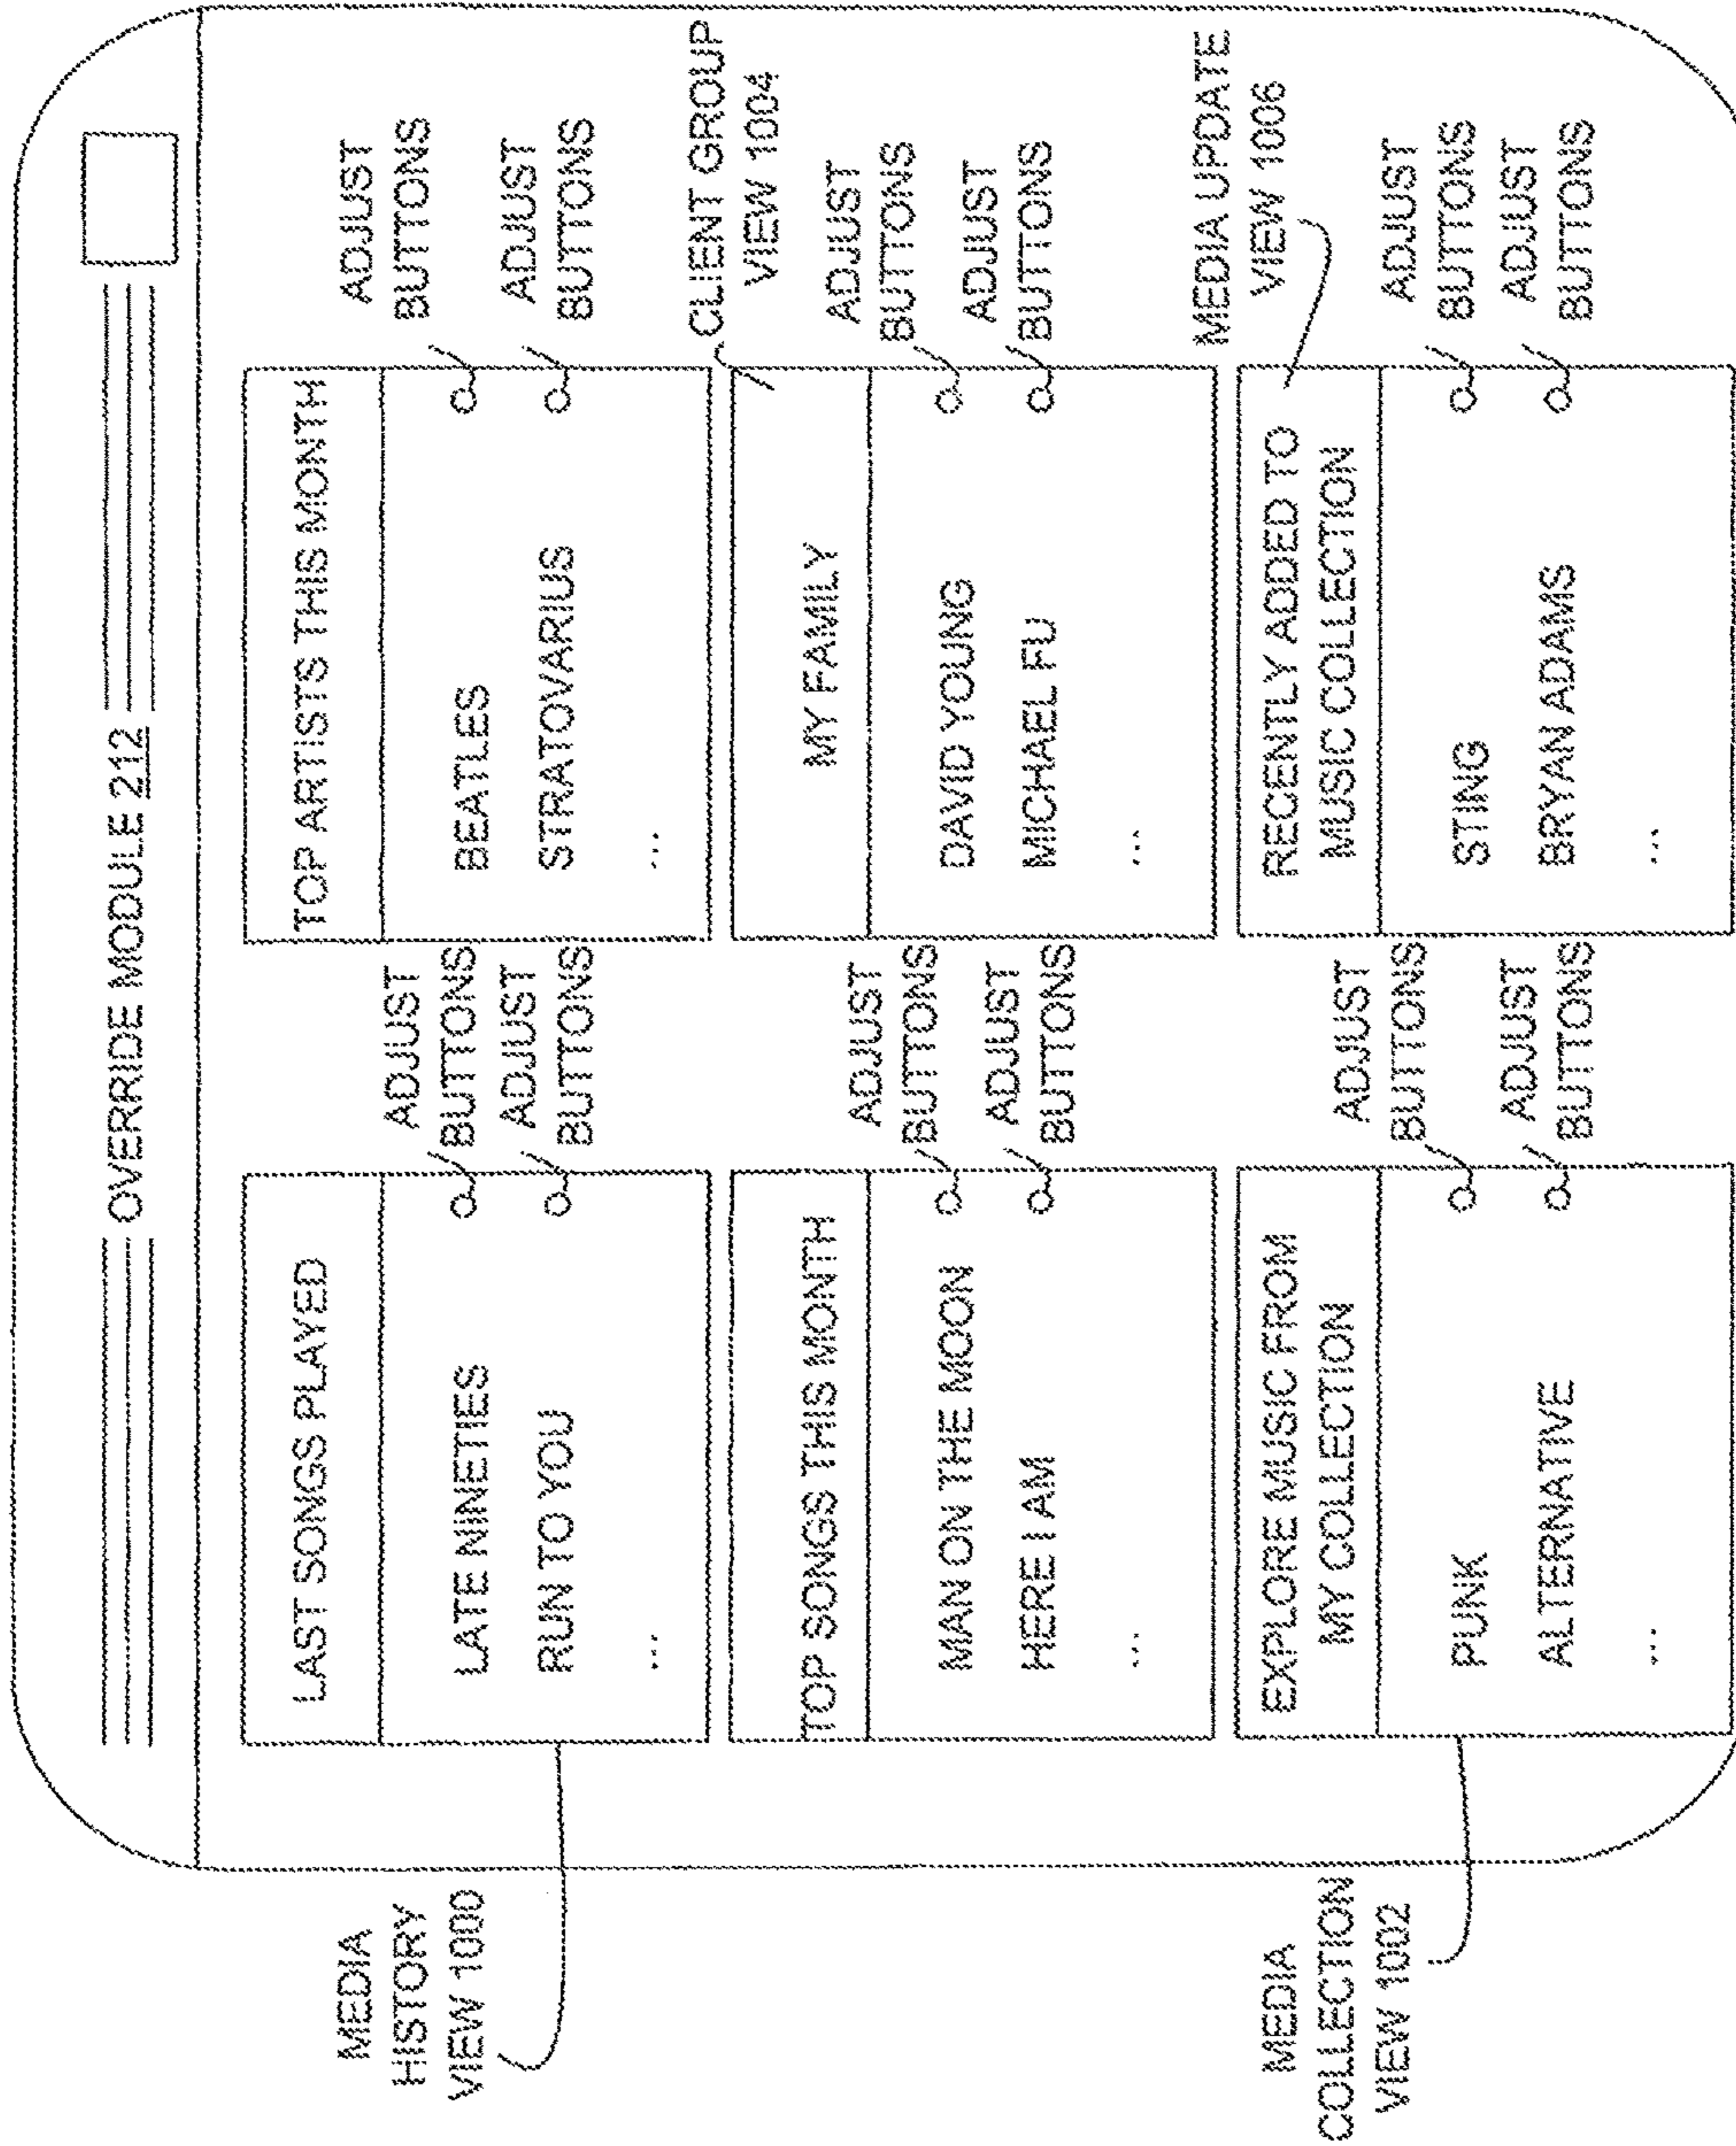 OVERRIDE MODULE 212
MEDIA
HISTORY
VIEW 1000
LAST SONGS PLAYED
LATE NINETIES
RUN TO YOU
...
ADJUST
BUTTONS
ADJUST
BUTTONS
TOP ARTISTS THIS MONTH
BEATLES
STRATOVARIUS
...
ADJUST
BUTTONS
ADJUST
BUTTONS
TOP SONGS THIS MONTH
MAN ON THE MOON
HERE I AM
...
ADJUST
BUTTONS
ADJUST
BUTTONS
CLIENT GROUP
VIEW 1004
MY FAMILY
DAVID YOUNG
MICHAEL FU
...
ADJUST
BUTTONS
ADJUST
BUTTONS
MEDIA
COLLECTION
VIEW 1002
EXPLORE MUSIC FROM
MY COLLECTION
PUNK
ALTERNATIVE
...
ADJUST
BUTTONS
ADJUST
BUTTONS
MEDIA UPDATE
VIEW 1006
RECENTLY ADDED TO
MUSIC COLLECTION
STING
BRYAN ADAMS
...
ADJUST
BUTTONS
ADJUST
BUTTONS